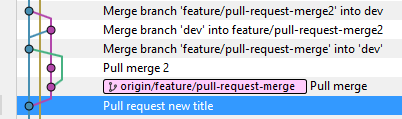 Merge branch 'feature/pull-request-merge2' into dev
Merge branch 'dev' into feature/pull-request-merge2
Merge branch 'feature/pull-request-merge' into 'dev'
Pull merge 2
origin/feature/pull-request-merge Pull merge
Pull request new title